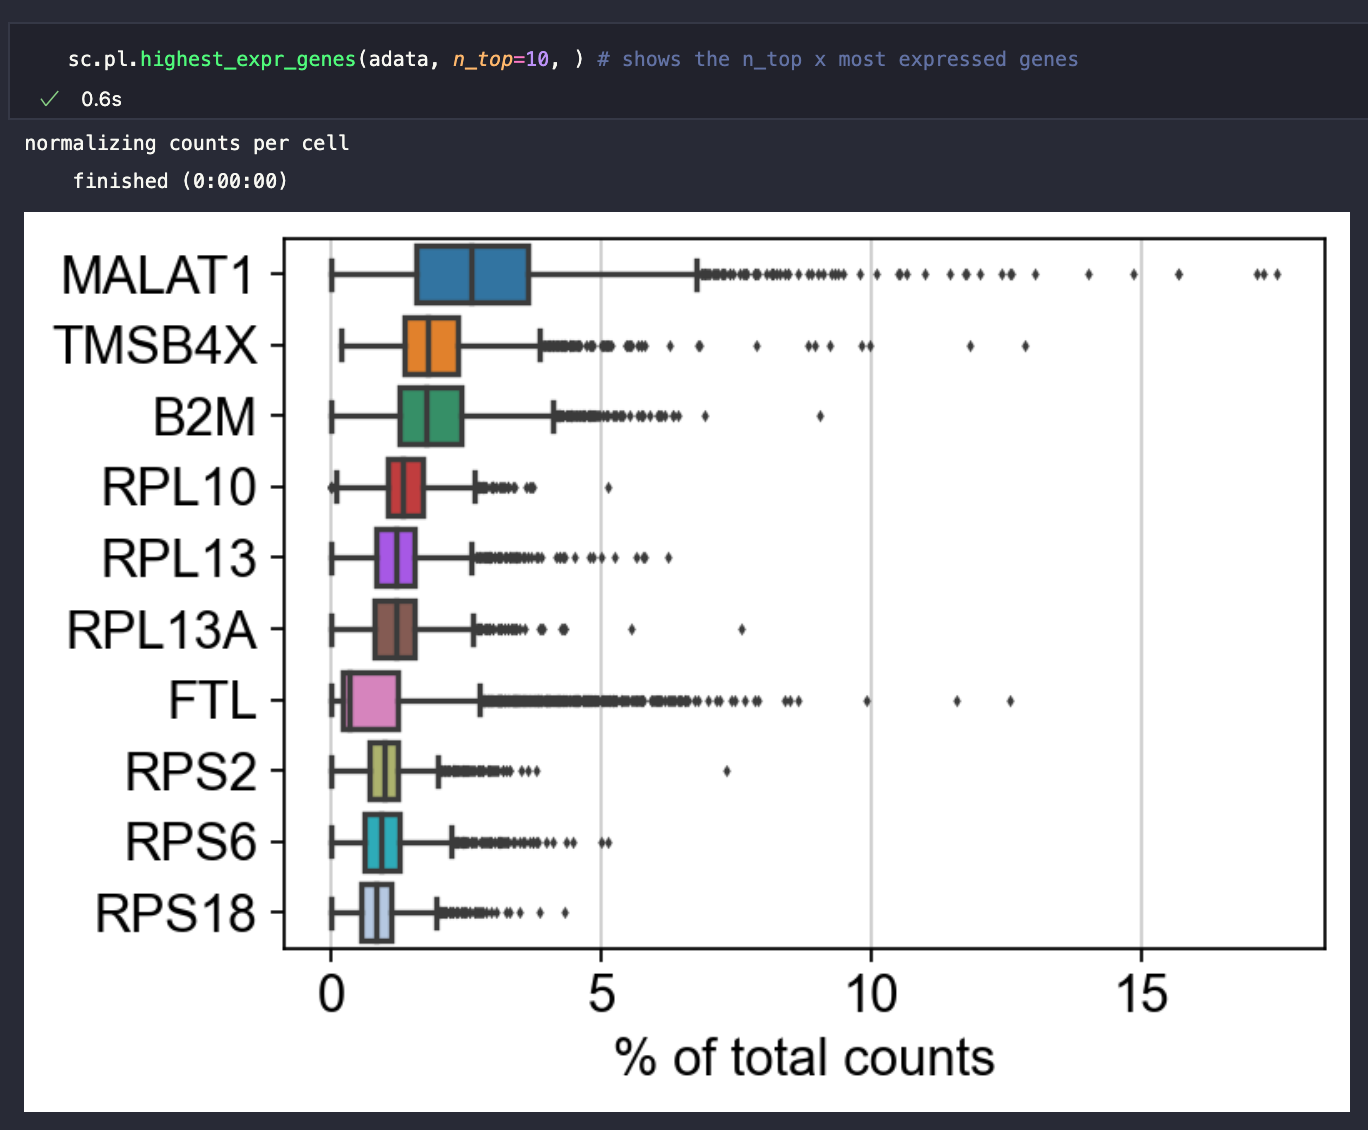 sc.pl.highest_expr_genes(adata, n_top=10, ) # shows the n_top x most expressed genes
✓ 0.6s
normalizing counts per cell
finished (0:00:00)
MALAT1
TMSB4X
B2M
RPL10
RPL13
RPL13A
FTL
RPS2
RPS6
RPS18
0 5 10 15
% of total counts